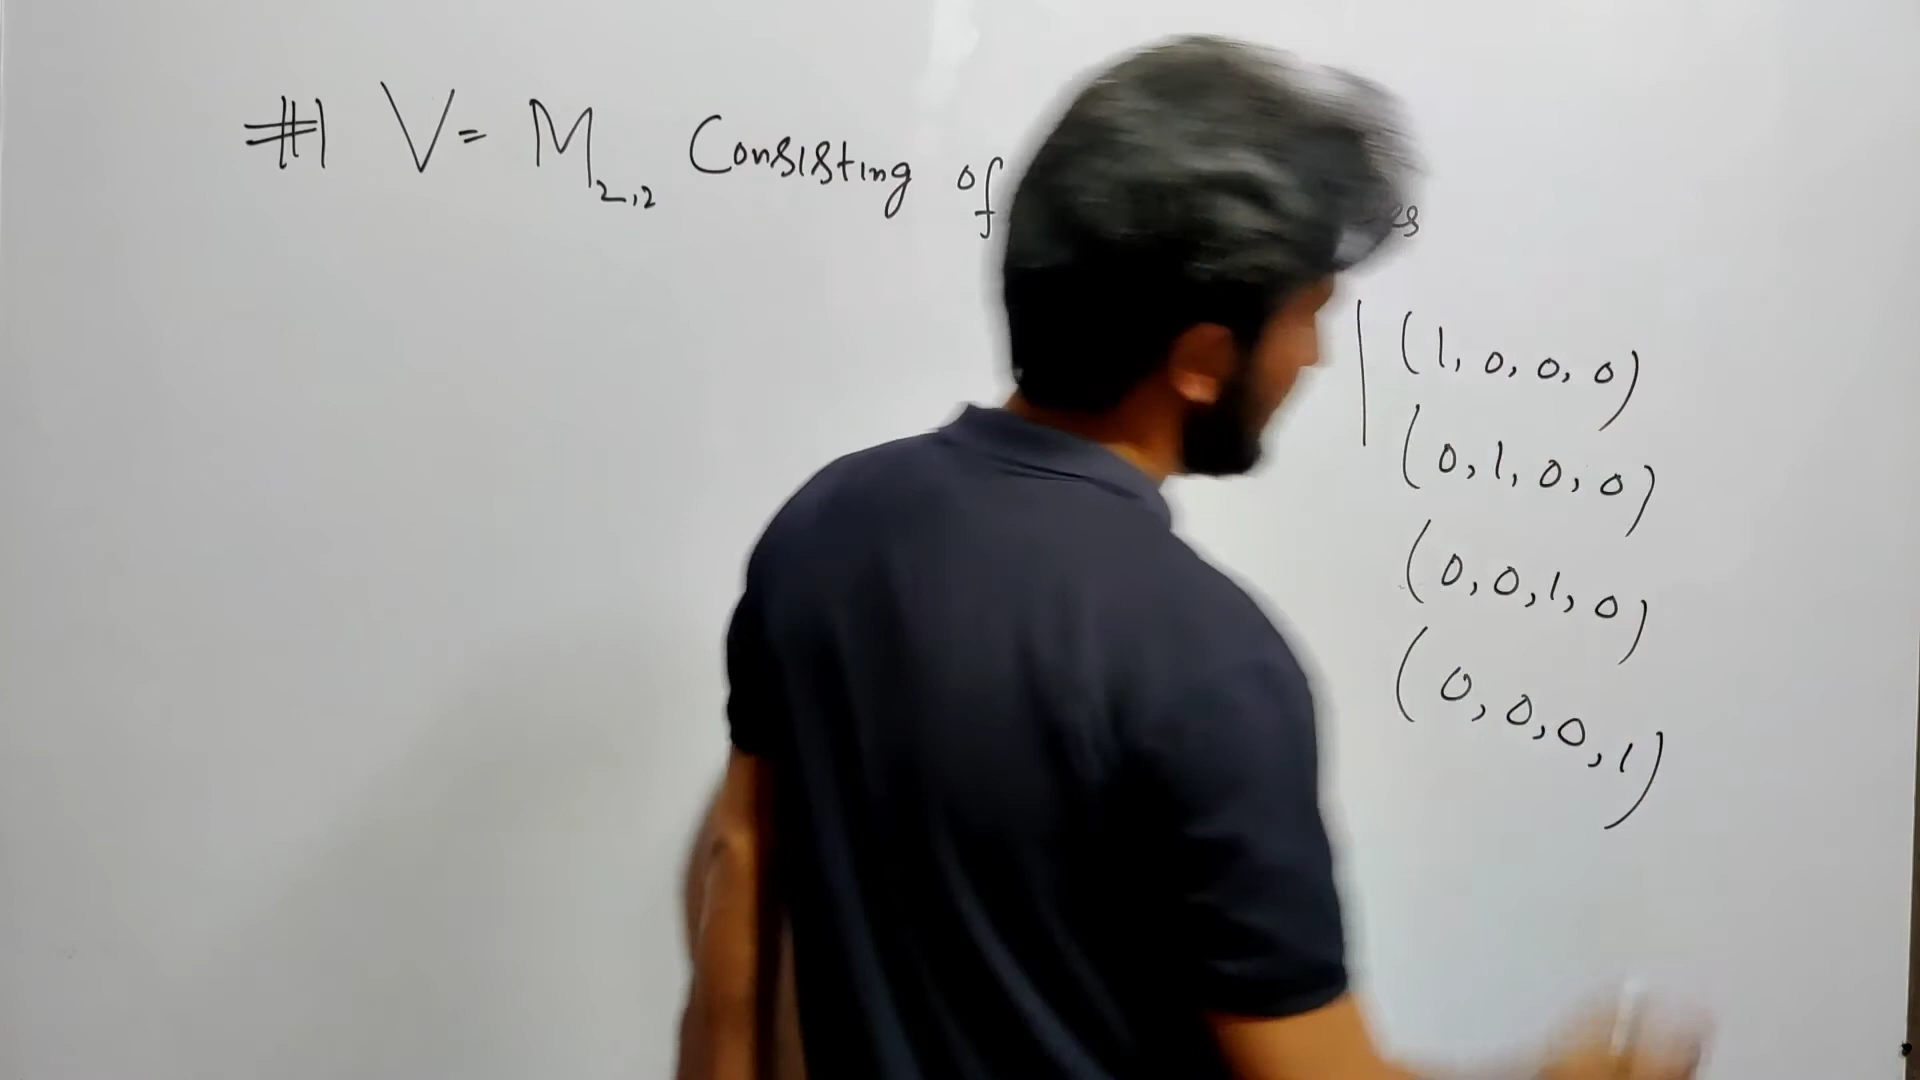 # V = M2,2 Consisting of
(1, 0, 0, 0)
(0, 1, 0, 0)
(0, 0, 1, 0)
(0, 0, 0, 1)